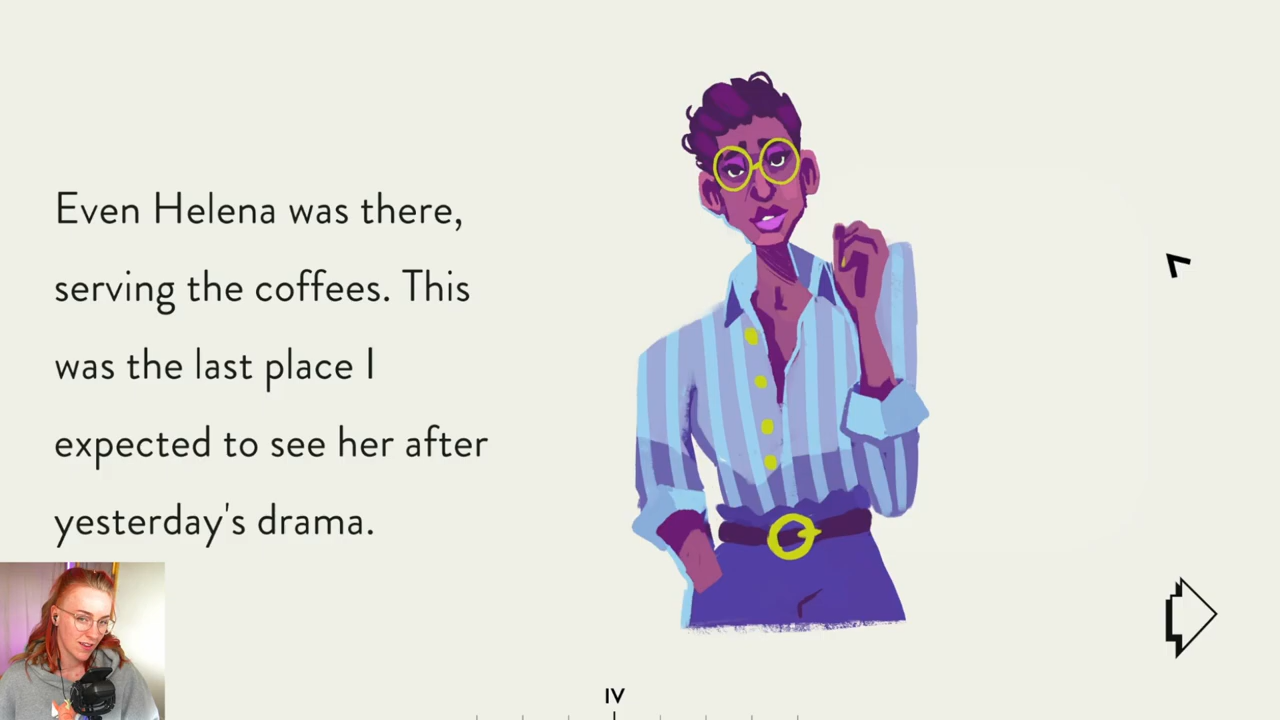 Even Helena was there,
serving the coffees. This
was the last place I
expected to see her after
yesterday's drama.
IV